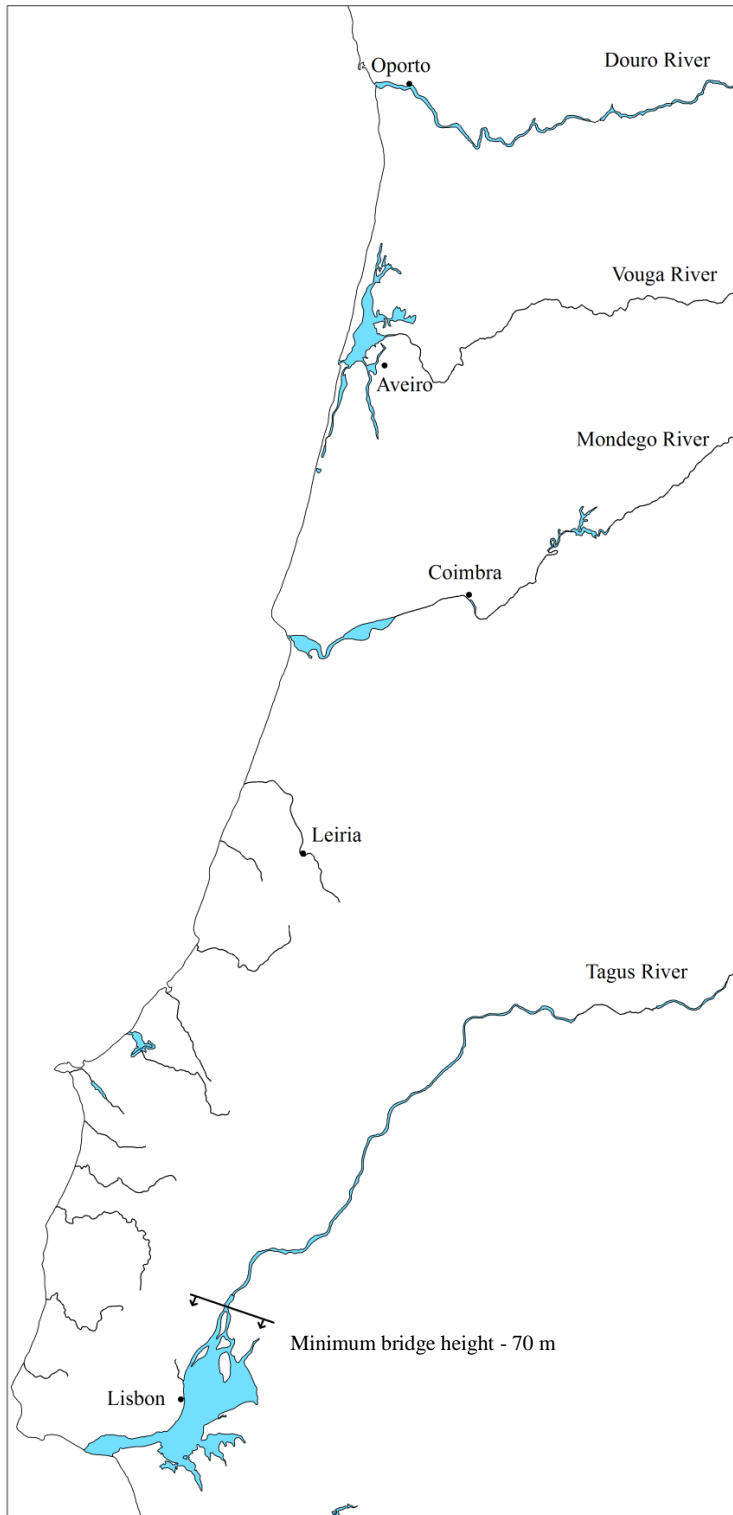 Oporto
Douro River
Vouga River
Aveiro
Mondego River
Coimbra
Leiria
Tagus River
Minimum bridge height - 70 m
Lisbon